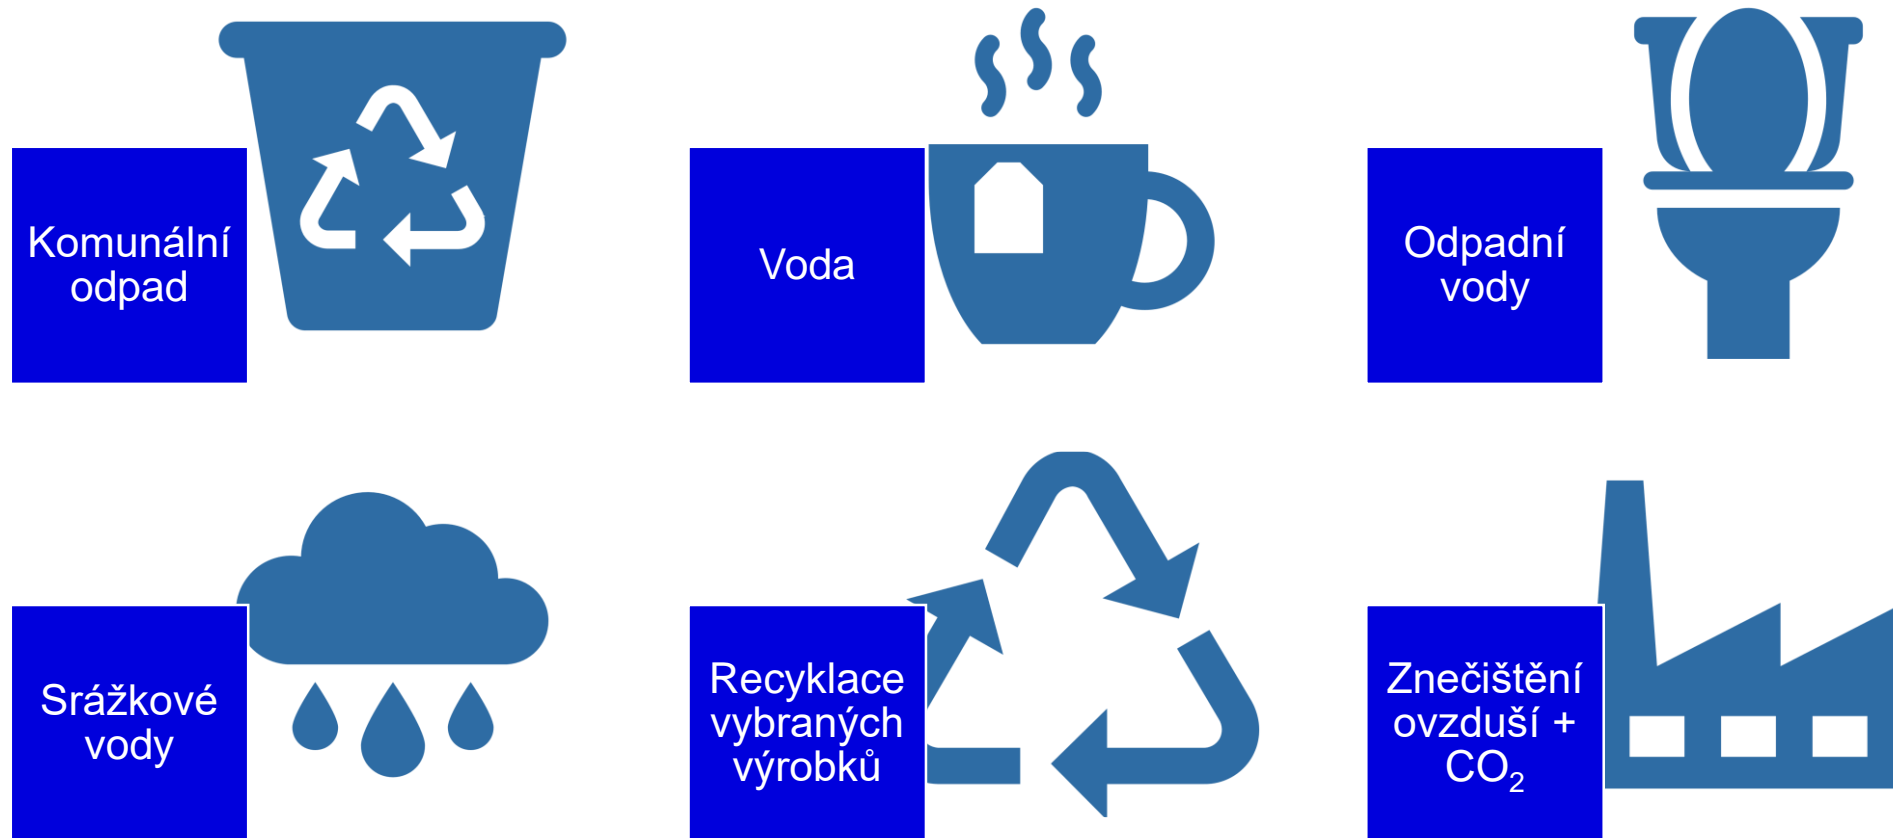 Komunální
odpad
Voda
Odpadní
vody
Srážkové
vody
Recyklace
vybraných
výrobků
Znečištění
ovzduší +
CO₂